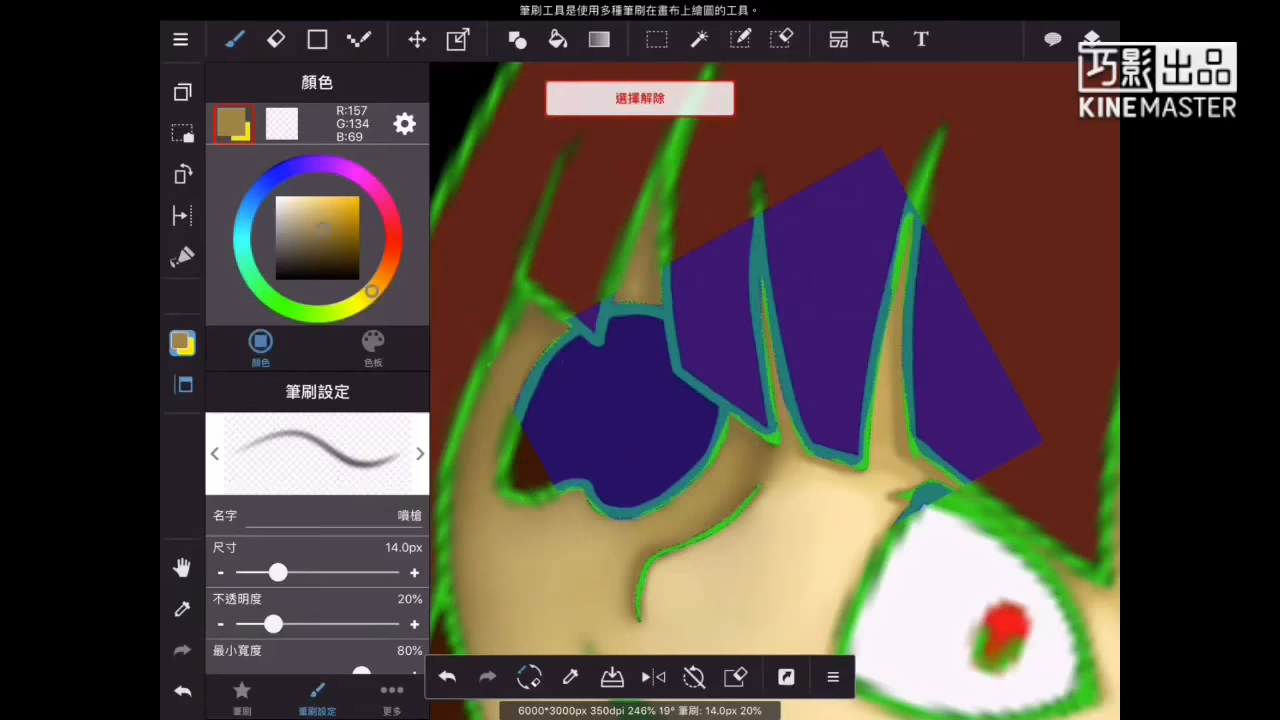 筆刷工具是使用多種筆刷在畫布上繪圖的工具。
T
巧影出品
KINEMASTER
顏色
選擇解除
R:157
G:134
B:69
顏色
色板
筆刷設定
名字
噴槍
尺寸
14.0px
-
+
不透明度
20%
-
+
最小寬度
80%
筆刷
筆刷設定
更多
6000*3000px 350dpi 246% 19° 筆刷: 14.0px 20%